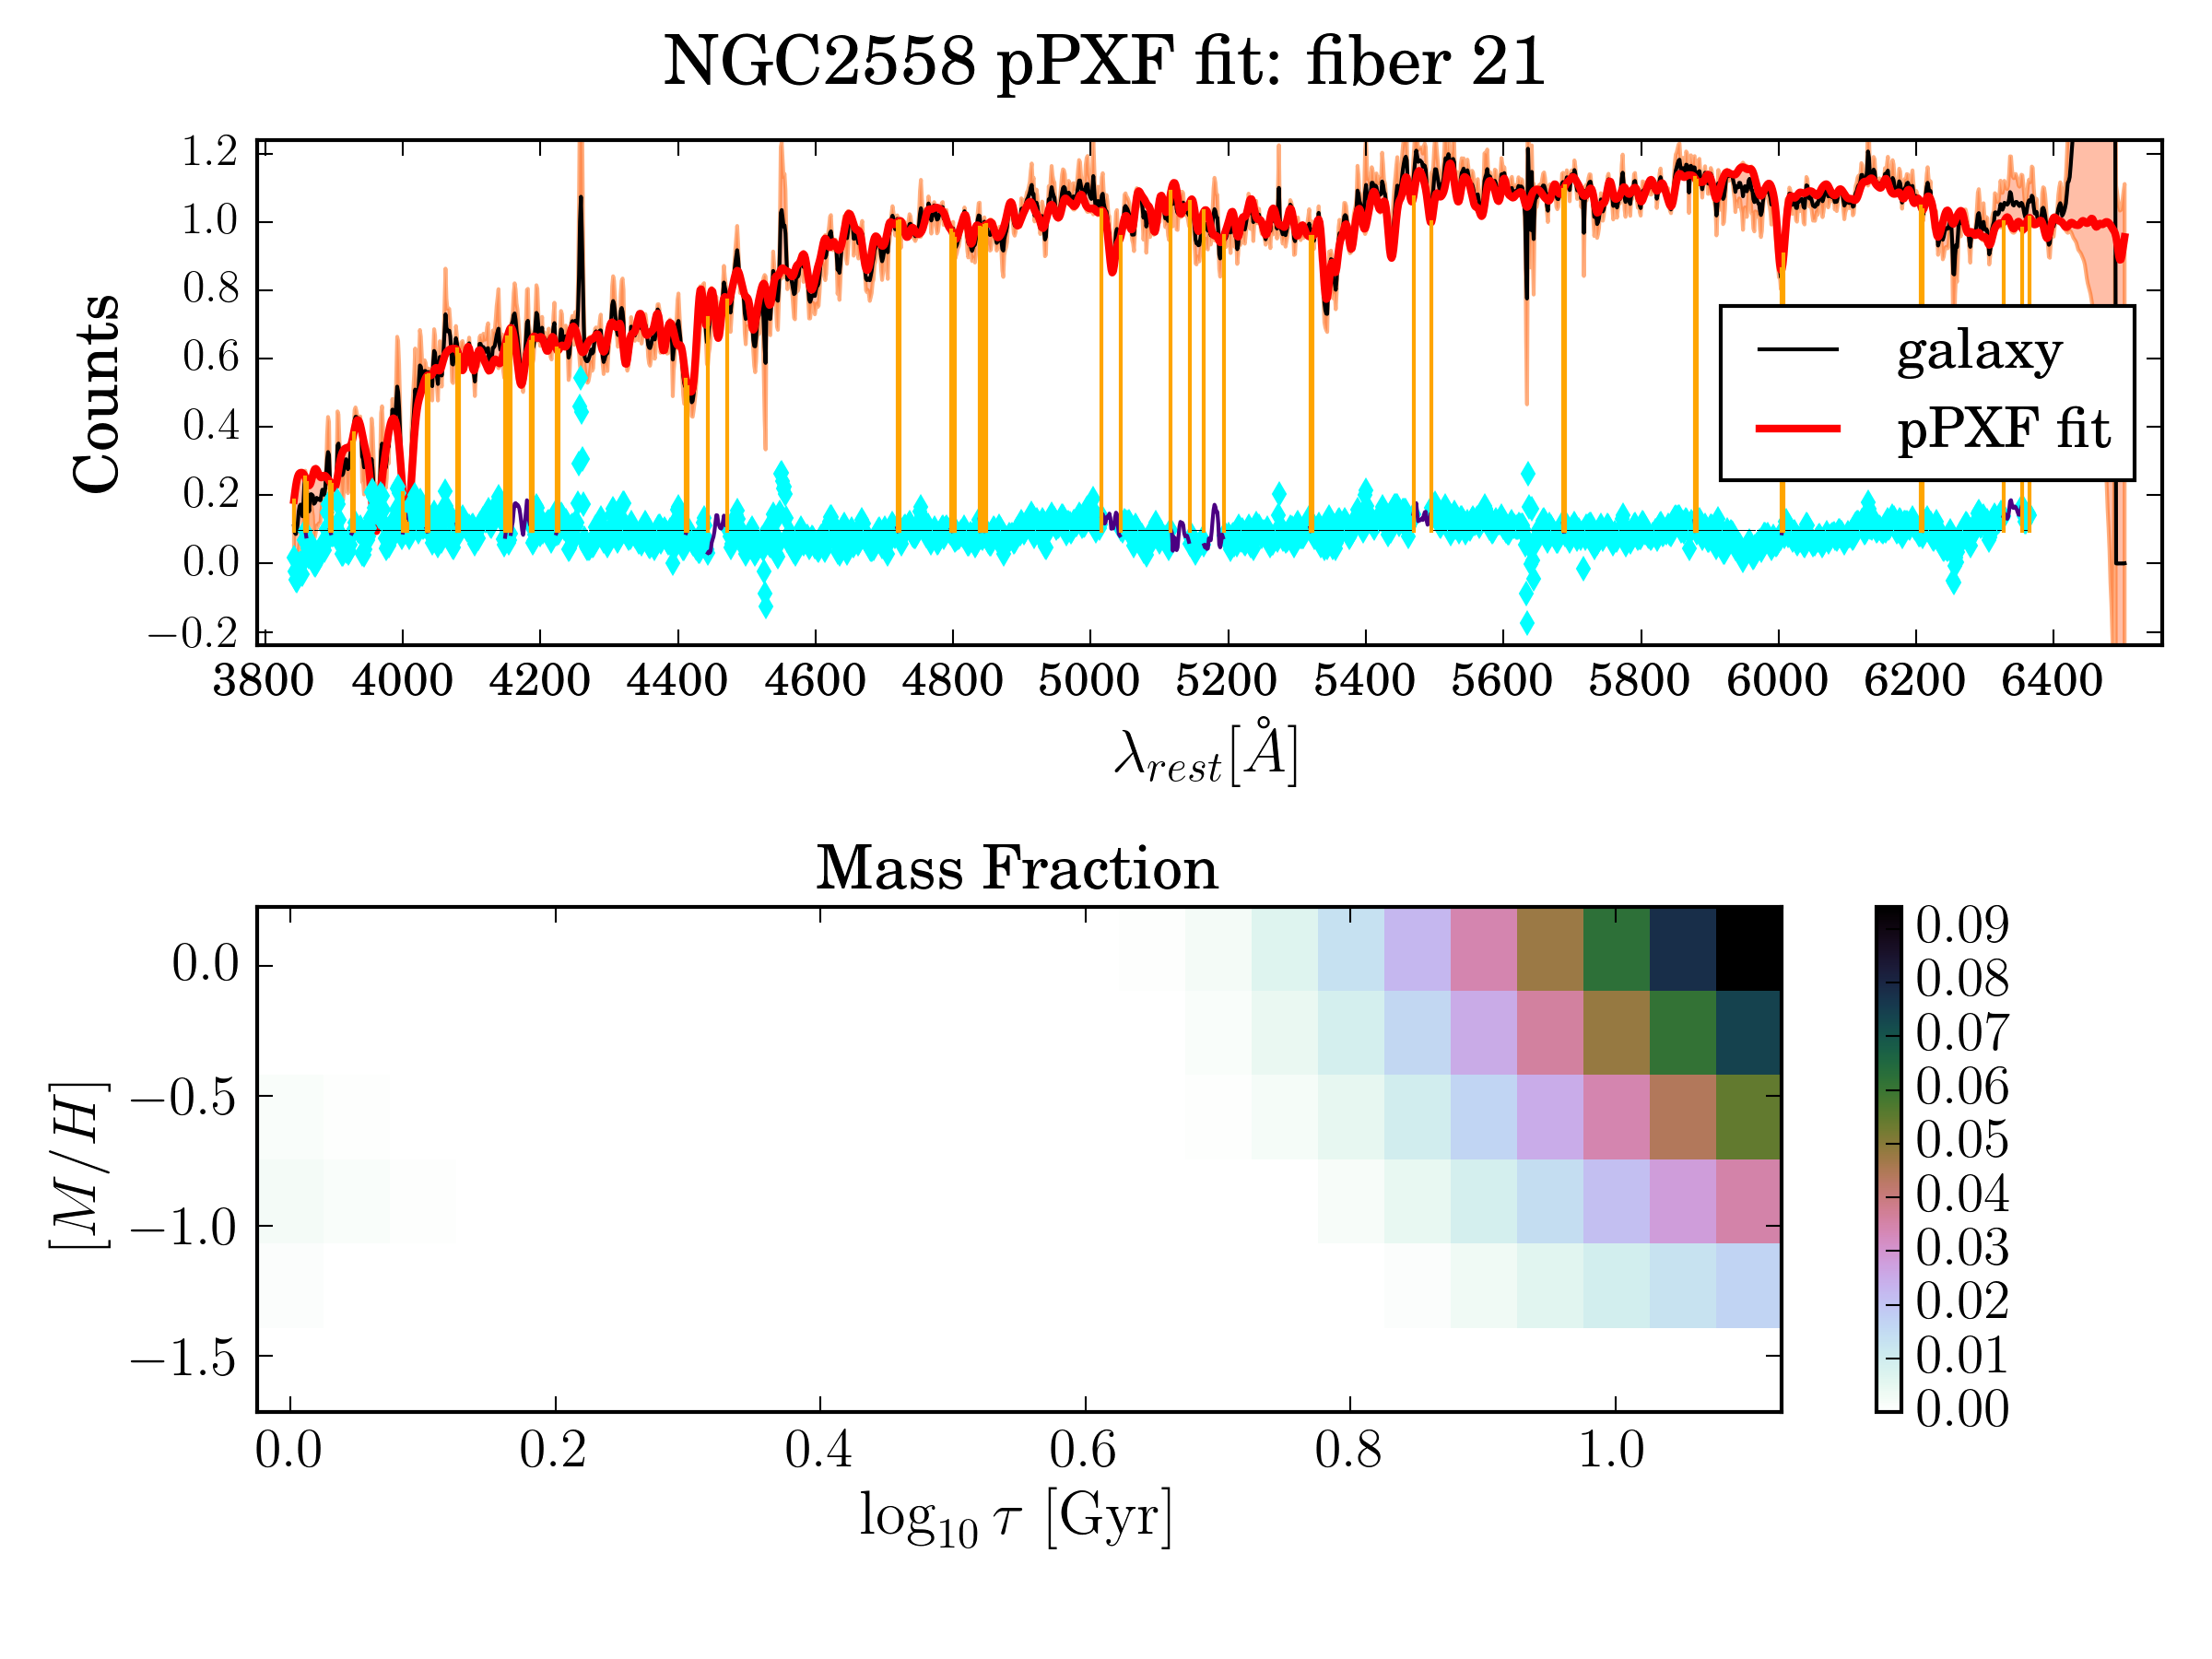 NGC2558 pPXF fit: fiber 21
1.2
1.0
0.8
0.6
0.4
0.2
0.0
−0.2
Counts
galaxy
pPXF fit
3800 4000 4200 4400 4600 4800 5000 5200 5400 5600 5800 6000 6200 6400
λrest[Å]
Mass Fraction
0.0
−0.5
−1.0
−1.5
[M/H]
0.0 0.2 0.4 0.6 0.8 1.0
log10 τ [Gyr]
0.09
0.08
0.07
0.06
0.05
0.04
0.03
0.02
0.01
0.00